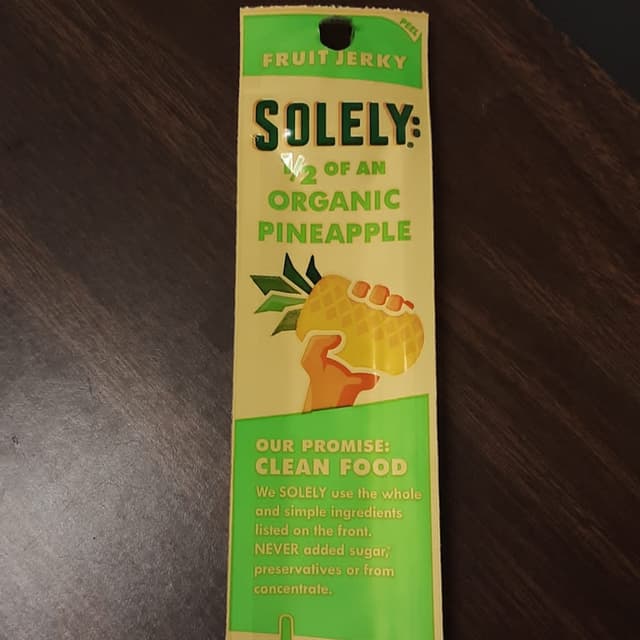 PEEL
FRUIT JERKY
SOLELY:
1/2 OF AN
ORGANIC
PINEAPPLE
OUR PROMISE:
CLEAN FOOD
We SOLELY use the whole
and simple ingredients
listed on the front.
NEVER added sugar,
preservatives or from
concentrate.